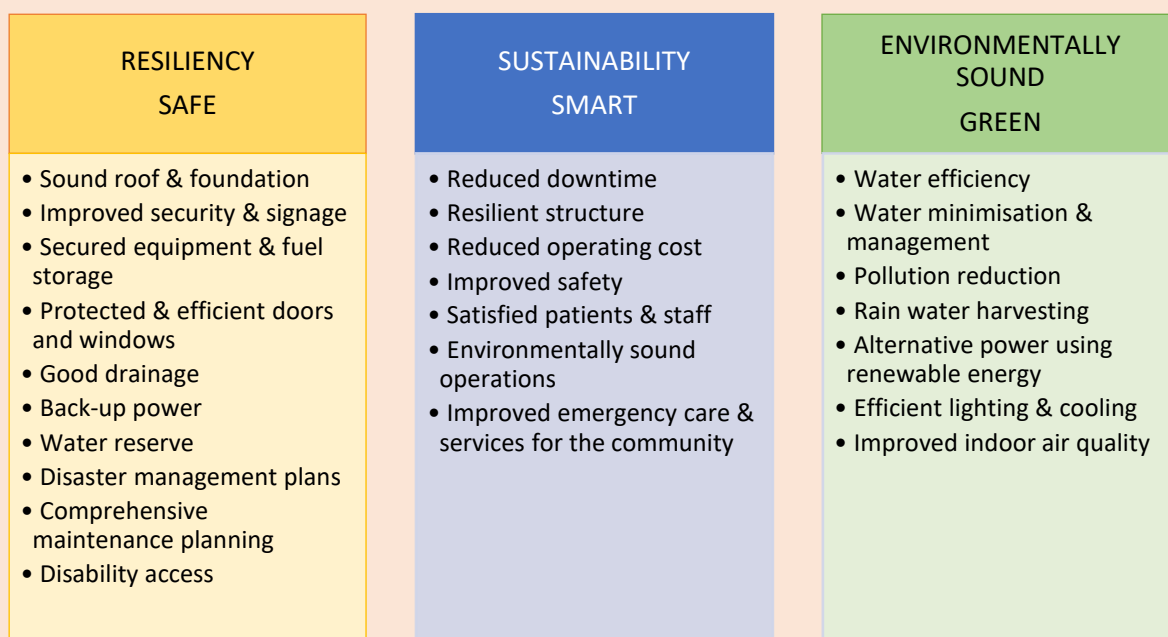 RESILIENCY
SAFE
• Sound roof & foundation
• Improved security & signage
• Secured equipment & fuel
storage
• Protected & efficient doors
and windows
• Good drainage
• Back-up power
• Water reserve
• Disaster management plans
• Comprehensive
maintenance planning
• Disability access
SUSTAINABILITY
SMART
• Reduced downtime
• Resilient structure
• Reduced operating cost
• Improved safety
• Satisfied patients & staff
• Environmentally sound
operations
• Improved emergency care &
services for the community
ENVIRONMENTALLY
SOUND
GREEN
• Water efficiency
• Water minimisation &
management
• Pollution reduction
• Rain water harvesting
• Alternative power using
renewable energy
• Efficient lighting & cooling
• Improved indoor air quality